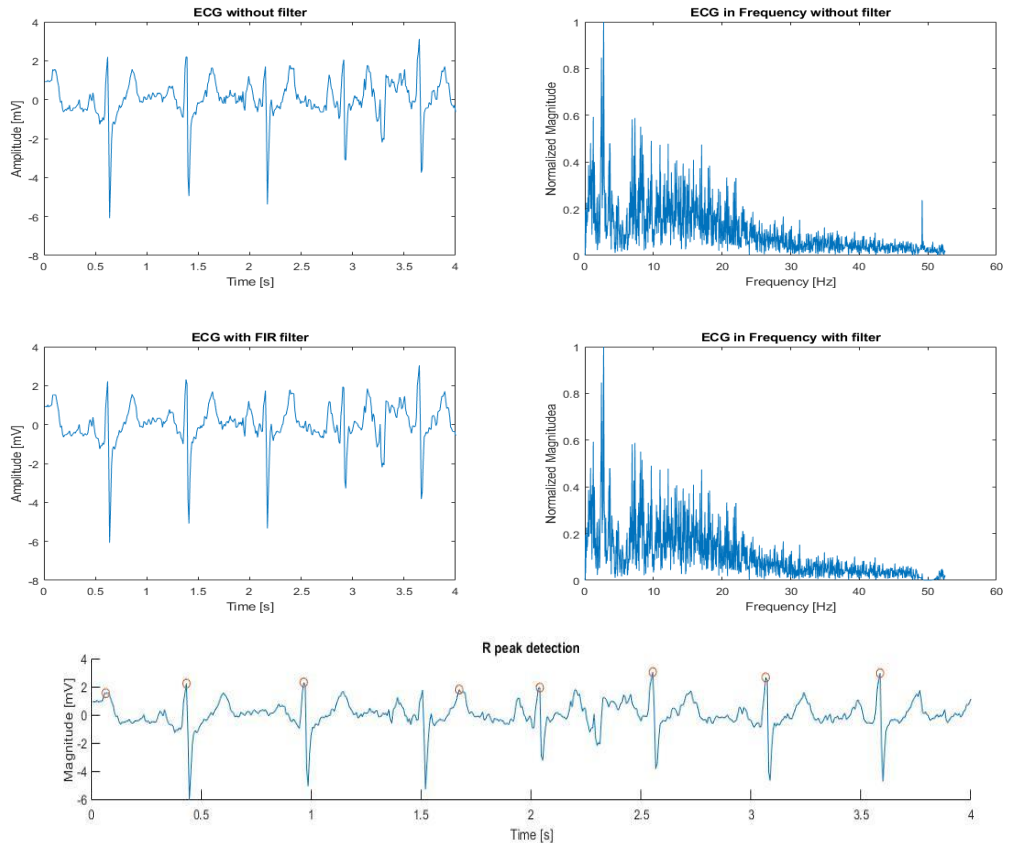 ECG without filter
Amplitude [mV]
4
2
0
-2
-4
-6
-8
0 0.5 1 1.5 2 2.5 3 3.5 4
Time [s]
ECG in Frequency without filter
Normalized Magnitude
1
0.8
0.6
0.4
0.2
0
0 10 20 30 40 50 60
Frequency [Hz]
ECG with FIR filter
Amplitude [mV]
4
2
0
-2
-4
-6
-8
0 0.5 1 1.5 2 2.5 3 3.5 4
Time [s]
ECG in Frequency with filter
Normalized Magnitudea
1
0.8
0.6
0.4
0.2
0
0 10 20 30 40 50 60
Frequency [Hz]
R peak detection
Magnitude [mV]
4
2
0
-2
-4
-6
0 0.5 1 1.5 2 2.5 3 3.5 4
Time [s]